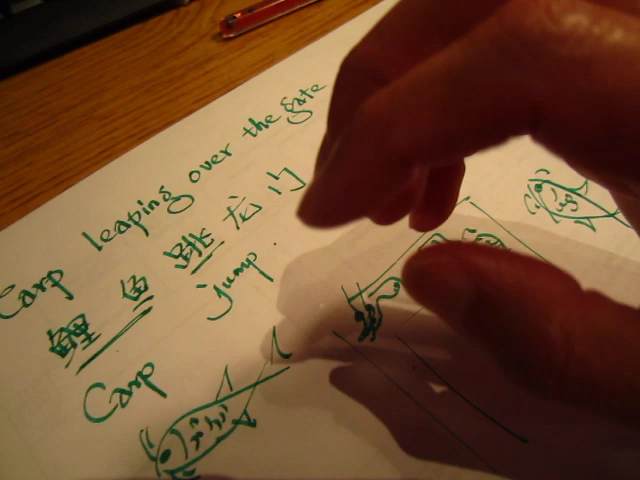 Carp leaping over the gate
鲤鱼跳龙门
Carp jump.